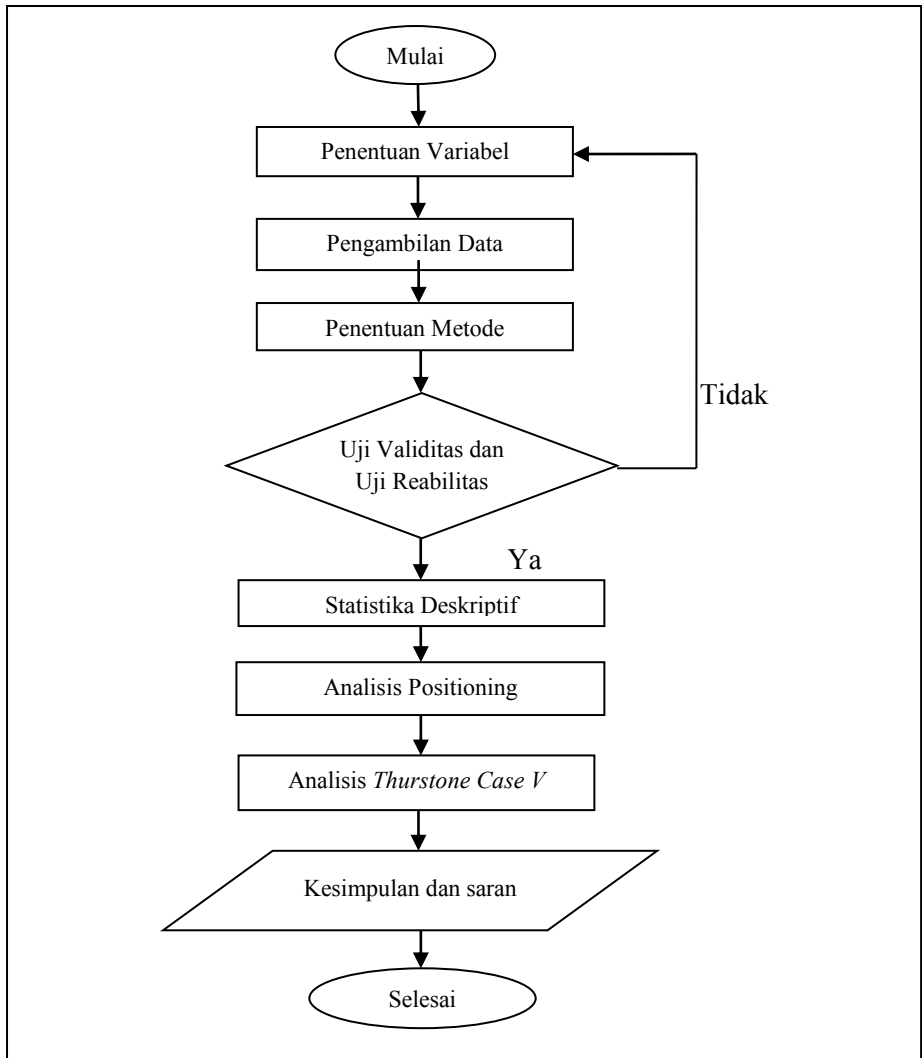 Mulai
Penentuan Variabel
Pengambilan Data
Penentuan Metode
Tidak
Uji Validitas dan
Uji Reabilitas
Ya
Statistika Deskriptif
Analisis Positioning
Analisis Thurstone Case V
Kesimpulan dan saran
Selesai